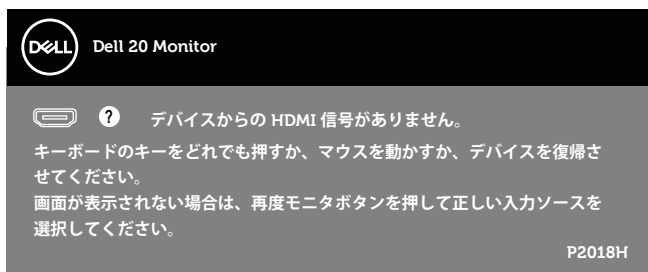 DELL
Dell 20 Monitor
? デバイスからの HDMI 信号がありません。
キーボードのキーをどれでも押すか、マウスを動かすか、デバイスを復帰さ
せてください。
画面が表示されない場合は、再度モニタボタンを押して正しい入力ソースを
選択してください。
P2018H